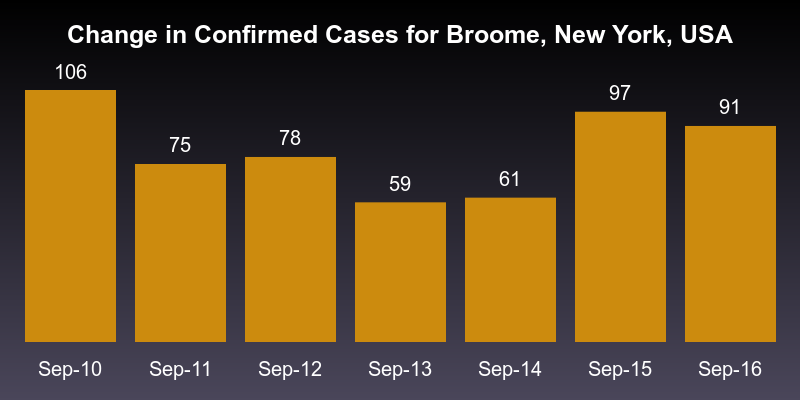 Change in Confirmed Cases for Broome, New York, USA
106 75 78 59 61 97 91
Sep-10 Sep-11 Sep-12 Sep-13 Sep-14 Sep-15 Sep-16